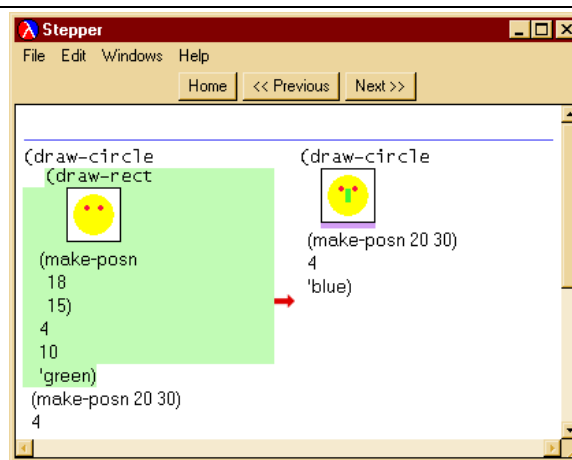 Stepper
File Edit Windows Help
Home << Previous Next >>
(draw-circle
(draw-rect
(make-posn
18
15)
4
10
'green)
(make-posn 20 30)
4
(draw-circle
(make-posn 20 30)
4
'blue)